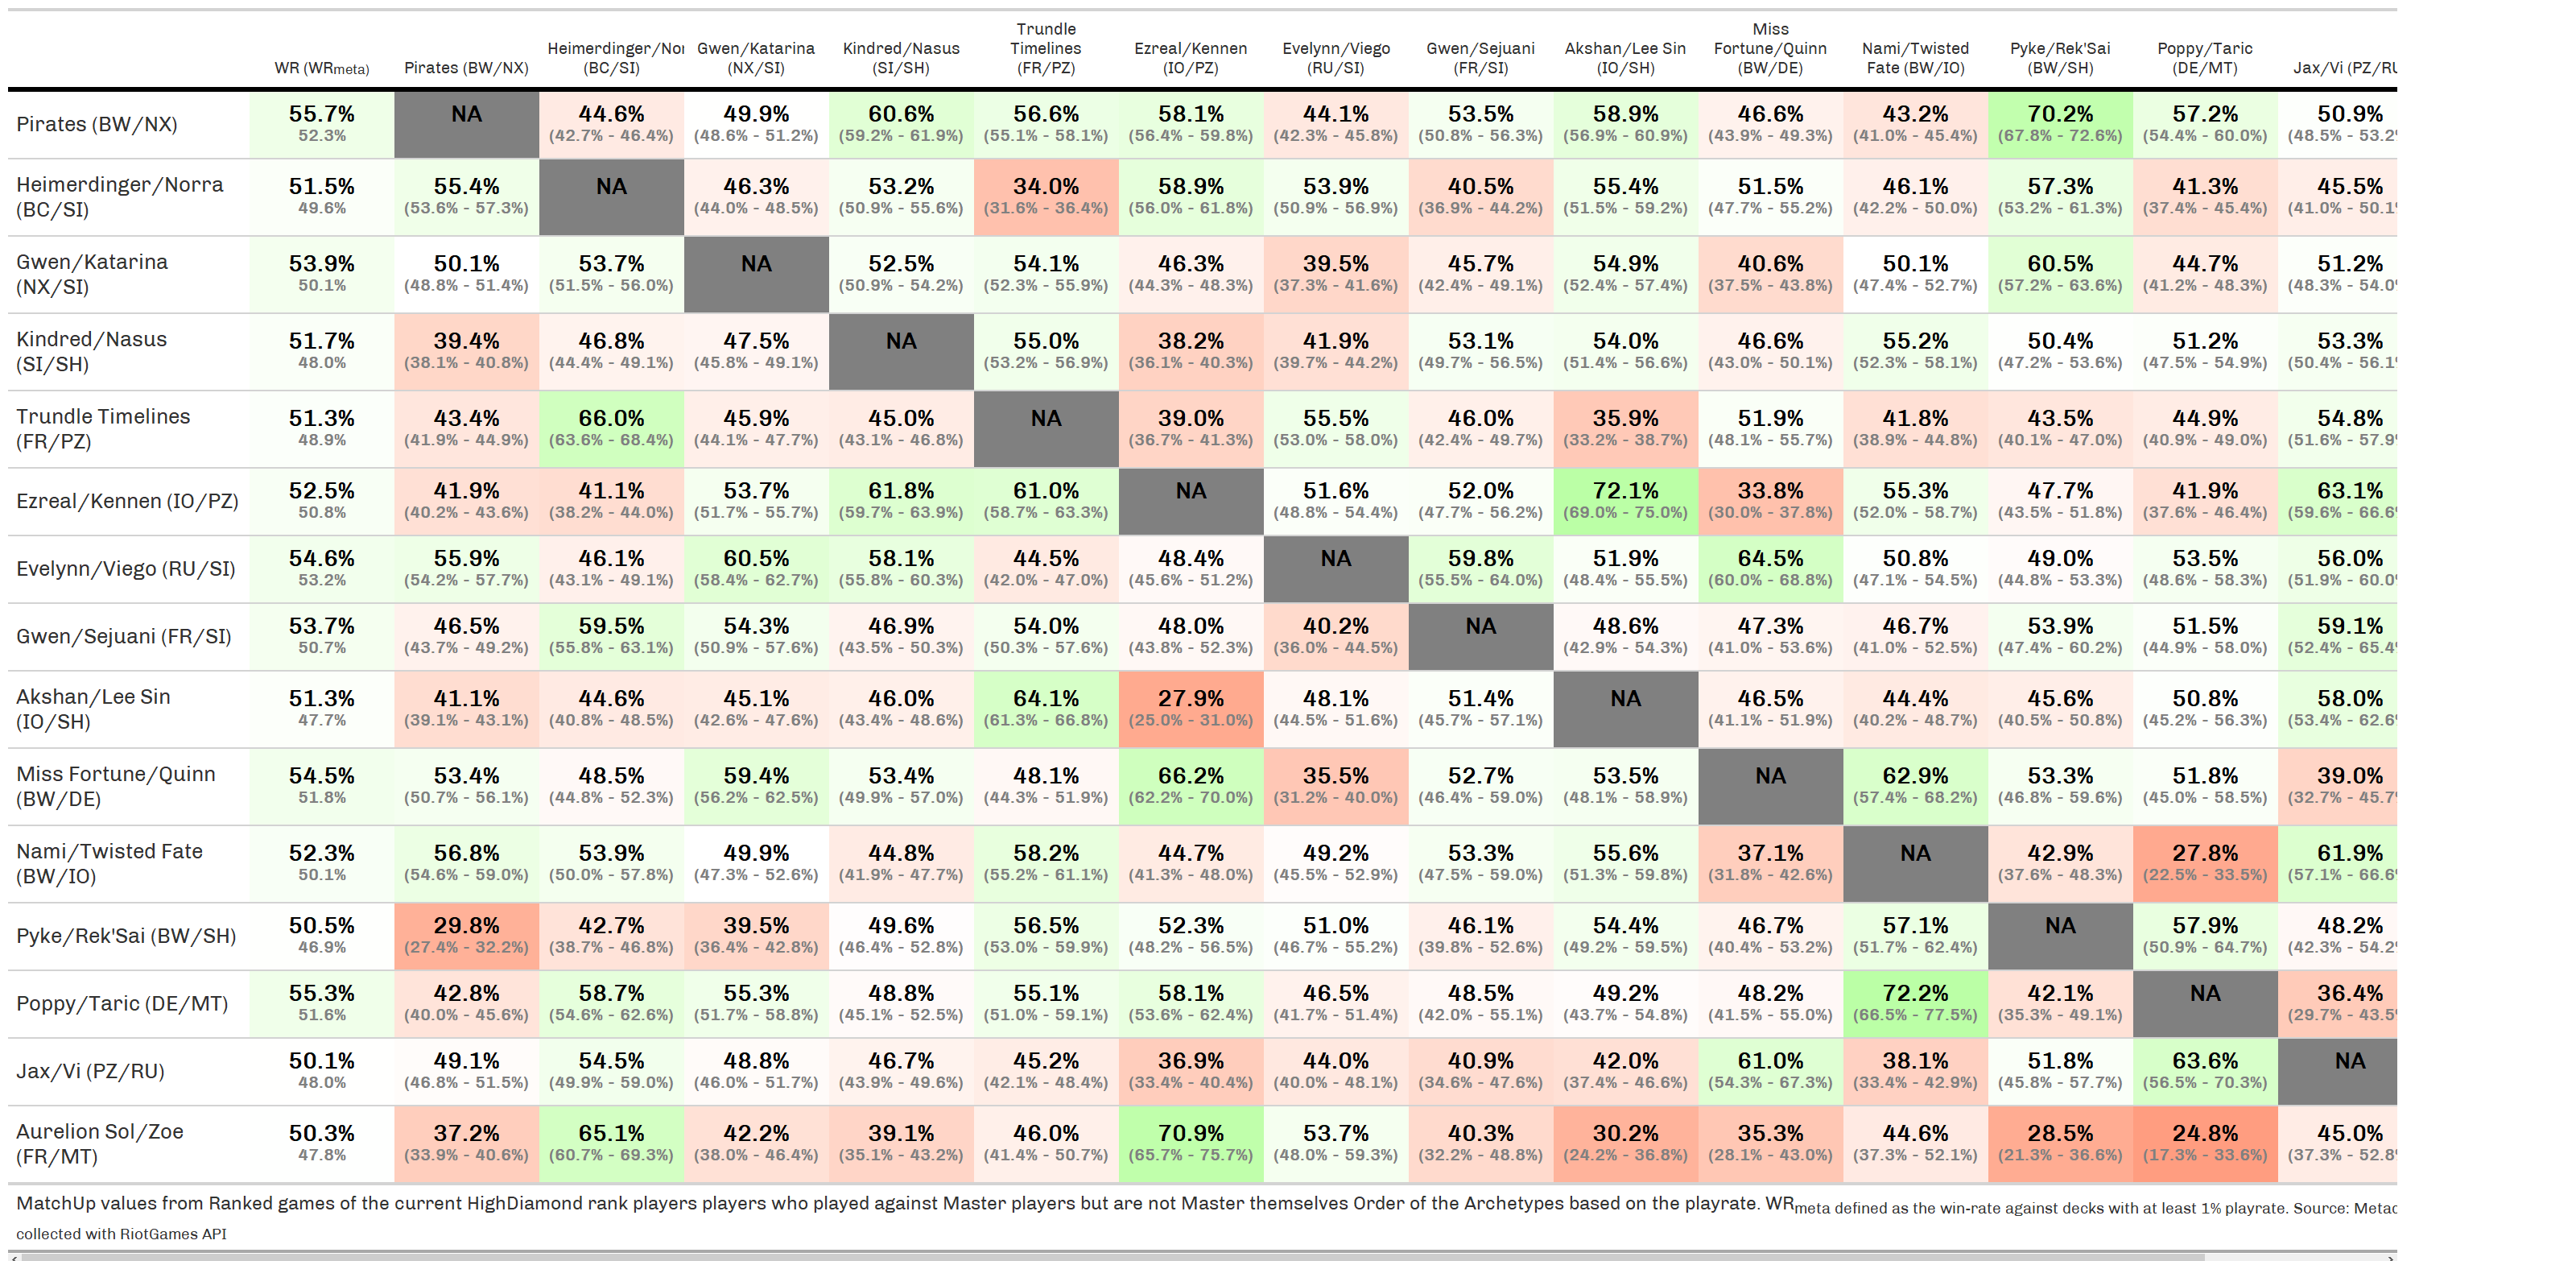 Trundle Miss
Heimerdinger/Nor Gwen/Katarina Kindred/Nasus Timelines Ezreal/Kennen Evelynn/Viego Gwen/Sejuani Akshan/Lee Sin Fortune/Quinn Nami/Twisted Pyke/Rek'Sai Poppy/Taric
WR (WRmeta) Pirates (BW/NX) (BC/SI) (NX/SI) (SI/SH) (FR/PZ) (IO/PZ) (RU/SI) (FR/SI) (IO/SH) (BW/DE) Fate (BW/IO) (BW/SH) (DE/MT) Jax/Vi (PZ/RU
Pirates (BW/NX) 55.7% NA 44.6% 49.9% 60.6% 56.6% 58.1% 44.1% 53.5% 58.9% 46.6% 43.2% 70.2% 57.2% 50.9%
52.3% (42.7% - 46.4%) (48.6% - 51.2%) (59.2% - 61.9%) (55.1% - 58.1%) (56.4% - 59.8%) (42.3% - 45.8%) (50.8% - 56.3%) (56.9% - 60.9%) (43.9% - 49.3%) (41.0% - 45.4%) (67.8% - 72.6%) (54.4% - 60.0%) (48.5% - 53.2%
Heimerdinger/Norra 51.5% 55.4% NA 46.3% 53.2% 34.0% 58.9% 53.9% 40.5% 55.4% 51.5% 46.1% 57.3% 41.3% 45.5%
(BC/SI) 49.6% (53.6% - 57.3%) (44.0% - 48.5%) (50.9% - 55.6%) (31.6% - 36.4%) (56.0% - 61.8%) (50.9% - 56.9%) (36.9% - 44.2%) (51.5% - 59.2%) (47.7% - 55.2%) (42.2% - 50.0%) (53.2% - 61.3%) (37.4% - 45.4%) (41.0% - 50.1%
Gwen/Katarina 53.9% 50.1% 53.7% NA 52.5% 54.1% 46.3% 39.5% 45.7% 54.9% 40.6% 50.1% 60.5% 44.7% 51.2%
(NX/SI) 50.1% (48.8% - 51.4%) (51.5% - 56.0%) (50.9% - 54.2%) (52.3% - 55.9%) (44.3% - 48.3%) (37.3% - 41.6%) (42.4% - 49.1%) (52.4% - 57.4%) (37.5% - 43.8%) (47.4% - 52.7%) (57.2% - 63.6%) (41.2% - 48.3%) (48.3% - 54.0%
Kindred/Nasus 51.7% 39.4% 46.8% 47.5% NA 55.0% 38.2% 41.9% 53.1% 54.0% 46.6% 55.2% 50.4% 51.2% 53.3%
(SI/SH) 48.0% (38.1% - 40.8%) (44.4% - 49.1%) (45.8% - 49.1%) (53.2% - 56.9%) (36.1% - 40.3%) (39.7% - 44.2%) (49.7% - 56.5%) (51.4% - 56.6%) (43.0% - 50.1%) (52.3% - 58.1%) (47.2% - 53.6%) (47.5% - 54.9%) (50.4% - 56.1%
Trundle Timelines 51.3% 43.4% 66.0% 45.9% 45.0% NA 39.0% 55.5% 46.0% 35.9% 51.9% 41.8% 43.5% 44.9% 54.8%
(FR/PZ) 48.9% (41.9% - 44.9%) (63.6% - 68.4%) (44.1% - 47.7%) (43.1% - 46.8%) (36.7% - 41.3%) (53.0% - 58.0%) (42.4% - 49.7%) (33.2% - 38.7%) (48.1% - 55.7%) (38.9% - 44.8%) (40.1% - 47.0%) (40.9% - 49.0%) (51.6% - 57.9%
Ezreal/Kennen (IO/PZ) 52.5% 41.9% 41.1% 53.7% 61.8% 61.0% NA 51.6% 52.0% 72.1% 33.8% 55.3% 47.7% 41.9% 63.1%
50.8% (40.2% - 43.6%) (38.2% - 44.0%) (51.7% - 55.7%) (59.7% - 63.9%) (58.7% - 63.3%) (48.8% - 54.4%) (47.7% - 56.2%) (69.0% - 75.0%) (30.0% - 37.8%) (52.0% - 58.7%) (43.5% - 51.8%) (37.6% - 46.4%) (59.6% - 66.6%
Evelynn/Viego (RU/SI) 54.6% 55.9% 46.1% 60.5% 58.1% 44.5% 48.4% NA 59.8% 51.9% 64.5% 50.8% 49.0% 53.5% 56.0%
53.2% (54.2% - 57.7%) (43.1% - 49.1%) (58.4% - 62.7%) (55.8% - 60.3%) (42.0% - 47.0%) (45.6% - 51.2%) (55.5% - 64.0%) (48.4% - 55.5%) (60.0% - 68.8%) (47.1% - 54.5%) (44.8% - 53.3%) (48.6% - 58.3%) (51.9% - 60.0%
Gwen/Sejuani (FR/SI) 53.7% 46.5% 59.5% 54.3% 46.9% 54.0% 48.0% 40.2% NA 48.6% 47.3% 46.7% 53.9% 51.5% 59.1%
50.7% (43.7% - 49.2%) (55.8% - 63.1%) (50.9% - 57.6%) (43.5% - 50.3%) (50.3% - 57.6%) (43.8% - 52.3%) (36.0% - 44.5%) (42.9% - 54.3%) (41.0% - 53.6%) (41.0% - 52.5%) (47.4% - 60.2%) (44.9% - 58.0%) (52.4% - 65.4%
Akshan/Lee Sin 51.3% 41.1% 44.6% 45.1% 46.0% 64.1% 27.9% 48.1% 51.4% NA 46.5% 44.4% 45.6% 50.8% 58.0%
(IO/SH) 47.7% (39.1% - 43.1%) (40.8% - 48.5%) (42.6% - 47.6%) (43.4% - 48.6%) (61.3% - 66.8%) (25.0% - 31.0%) (44.5% - 51.6%) (45.7% - 57.1%) (41.1% - 51.9%) (40.2% - 48.7%) (40.5% - 50.8%) (45.2% - 56.3%) (53.4% - 62.6%
Miss Fortune/Quinn 54.5% 53.4% 48.5% 59.4% 53.4% 48.1% 66.2% 35.5% 52.7% 53.5% NA 62.9% 53.3% 51.8% 39.0%
(BW/DE) 51.8% (50.7% - 56.1%) (44.8% - 52.3%) (56.2% - 62.5%) (49.9% - 57.0%) (44.3% - 51.9%) (62.2% - 70.0%) (31.2% - 40.0%) (46.4% - 59.0%) (48.1% - 58.9%) (57.4% - 68.2%) (46.8% - 59.6%) (45.0% - 58.5%) (32.7% - 45.7%
Nami/Twisted Fate 52.3% 56.8% 53.9% 49.9% 44.8% 58.2% 44.7% 49.2% 53.3% 55.6% 37.1% NA 42.9% 27.8% 61.9%
(BW/IO) 50.1% (54.6% - 59.0%) (50.0% - 57.8%) (47.3% - 52.6%) (41.9% - 47.7%) (55.2% - 61.1%) (41.3% - 48.0%) (45.5% - 52.9%) (47.5% - 59.0%) (51.3% - 59.8%) (31.8% - 42.6%) (37.6% - 48.3%) (22.5% - 33.5%) (57.1% - 66.6%
Pyke/Rek'Sai (BW/SH) 50.5% 29.8% 42.7% 39.5% 49.6% 56.5% 52.3% 51.0% 46.1% 54.4% 46.7% 57.1% NA 57.9% 48.2%
46.9% (27.4% - 32.2%) (38.7% - 46.8%) (36.4% - 42.8%) (46.4% - 52.8%) (53.0% - 59.9%) (48.2% - 56.5%) (46.7% - 55.2%) (39.8% - 52.6%) (49.2% - 59.5%) (40.4% - 53.2%) (51.7% - 62.4%) (50.9% - 64.7%) (42.3% - 54.2%
Poppy/Taric (DE/MT) 55.3% 42.8% 58.7% 55.3% 48.8% 55.1% 58.1% 46.5% 48.5% 49.2% 48.2% 72.2% 42.1% NA 36.4%
51.6% (40.0% - 45.6%) (54.6% - 62.6%) (51.7% - 58.8%) (45.1% - 52.5%) (51.0% - 59.1%) (53.6% - 62.4%) (41.7% - 51.4%) (42.0% - 55.1%) (43.7% - 54.8%) (41.5% - 55.0%) (66.5% - 77.5%) (35.3% - 49.1%) (29.7% - 43.5%
Jax/Vi (PZ/RU) 50.1% 49.1% 54.5% 48.8% 46.7% 45.2% 36.9% 44.0% 40.9% 42.0% 61.0% 38.1% 51.8% 63.6% NA
48.0% (46.8% - 51.5%) (49.9% - 59.0%) (46.0% - 51.7%) (43.9% - 49.6%) (42.1% - 48.4%) (33.4% - 40.4%) (40.0% - 48.1%) (34.6% - 47.6%) (37.4% - 46.6%) (54.3% - 67.3%) (33.4% - 42.9%) (45.8% - 57.7%) (56.5% - 70.3%)
Aurelion Sol/Zoe 50.3% 37.2% 65.1% 42.2% 39.1% 46.0% 70.9% 53.7% 40.3% 30.2% 35.3% 44.6% 28.5% 24.8% 45.0%
(FR/MT) 47.8% (33.9% - 40.6%) (60.7% - 69.3%) (38.0% - 46.4%) (35.1% - 43.2%) (41.4% - 50.7%) (65.7% - 75.7%) (48.0% - 59.3%) (32.2% - 48.8%) (24.2% - 36.8%) (28.1% - 43.0%) (37.3% - 52.1%) (21.3% - 36.6%) (17.3% - 33.6%) (37.3% - 52.8%
MatchUp values from Ranked games of the current HighDiamond rank players players who played against Master players but are not Master themselves Order of the Archetypes based on the playrate. WRmeta defined as the win-rate against decks with at least 1% playrate. Source: Metac
collected with RiotGames API